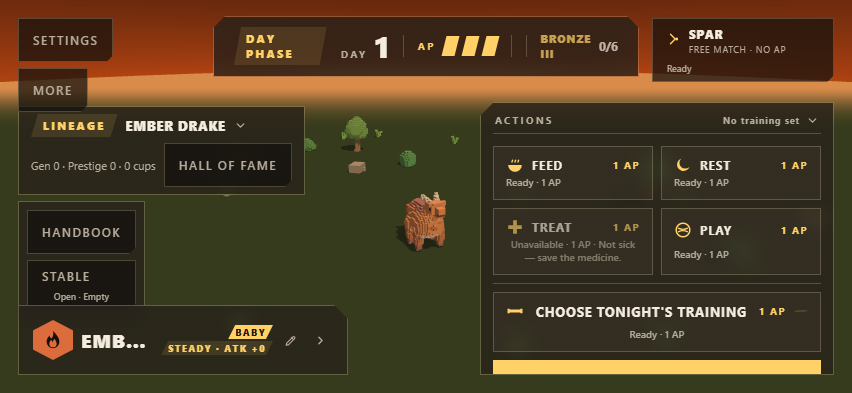 SETTINGS
MORE
DAY PHASE
DAY 1
AP
BRONZE III
0/6
SPAR
FREE MATCH · NO AP
Ready
LINEAGE EMBER DRAKE
Gen 0 · Prestige 0 · 0 cups
HALL OF FAME
HANDBOOK
STABLE
Open · Empty
EMB...
BABY
STEADY · ATK +0
ACTIONS
No training set
FEED 1 AP
Ready · 1 AP
REST 1 AP
Ready · 1 AP
TREAT 1 AP
Unavailable · 1 AP · Not sick
— save the medicine.
PLAY 1 AP
Ready · 1 AP
CHOOSE TONIGHT'S TRAINING 1 AP
Ready · 1 AP